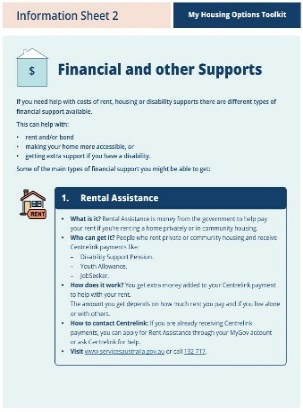 Information Sheet 2
My Housing Options Toolkit
$
Financial and other Supports
If you need help with costs of rent, housing or disability supports there are different types of
financial support available.
This can help with:
• rent and/or bond
• making your home more accessible, or
• getting extra support if you have a disability.
Some of the main types of financial support you might be able to get:
RENT
1. Rental Assistance
• What is it? Rental Assistance is money from the government to help pay
your rent if you're renting a home privately or in community housing.
• Who can get it? People who rent private or community housing and receive
Centrelink payments like:
– Disability Support Pension.
– Youth Allowance.
– JobSeeker.
• How does it work? You get extra money added to your Centrelink payment
to help with your rent.
The amount you get depends on how much rent you pay and if you live alone
or with others.
• How to contact Centrelink: If you are already receiving Centrelink
payments, you can apply for Rent Assistance through your MyGov account
or ask Centrelink for help.
• Visit www.servicesaustralia.gov.au or call 132 717.